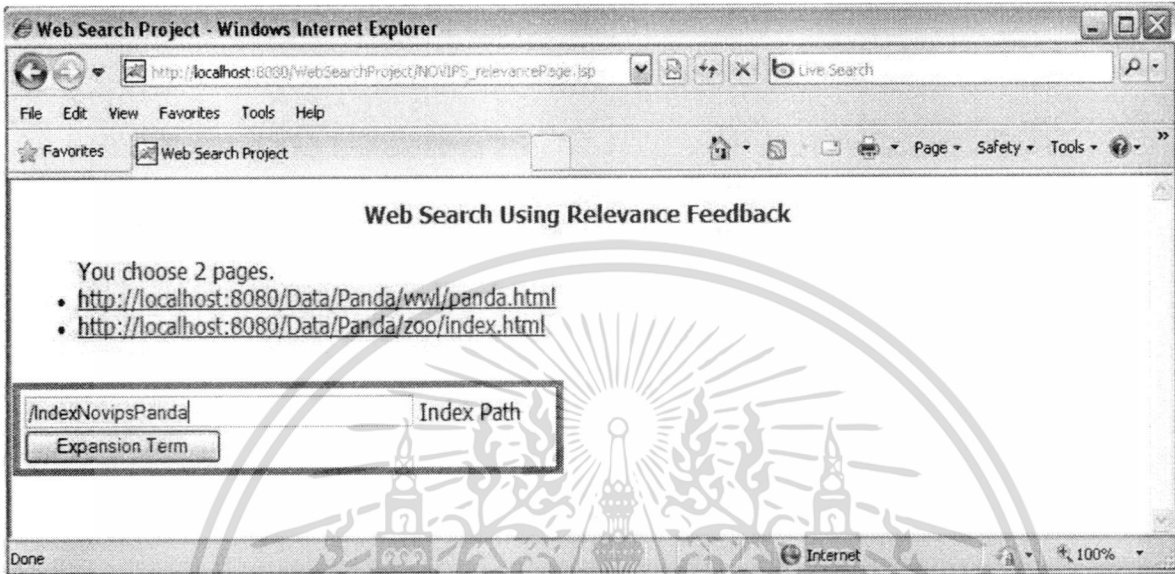 Web Search Project - Windows Internet Explorer
http://localhost:8080/WebSearchProject/NOVIPS_relevancePage.jsp
Live Search
File Edit View Favorites Tools Help
Favorites Web Search Project Page Safety Tools
Web Search Using Relevance Feedback
You choose 2 pages.
• http://localhost:8080/Data/Panda/wwl/panda.html
• http://localhost:8080/Data/Panda/zoo/index.html
/IndexNovipsPanda Index Path
Expansion Term
Done Internet 100%